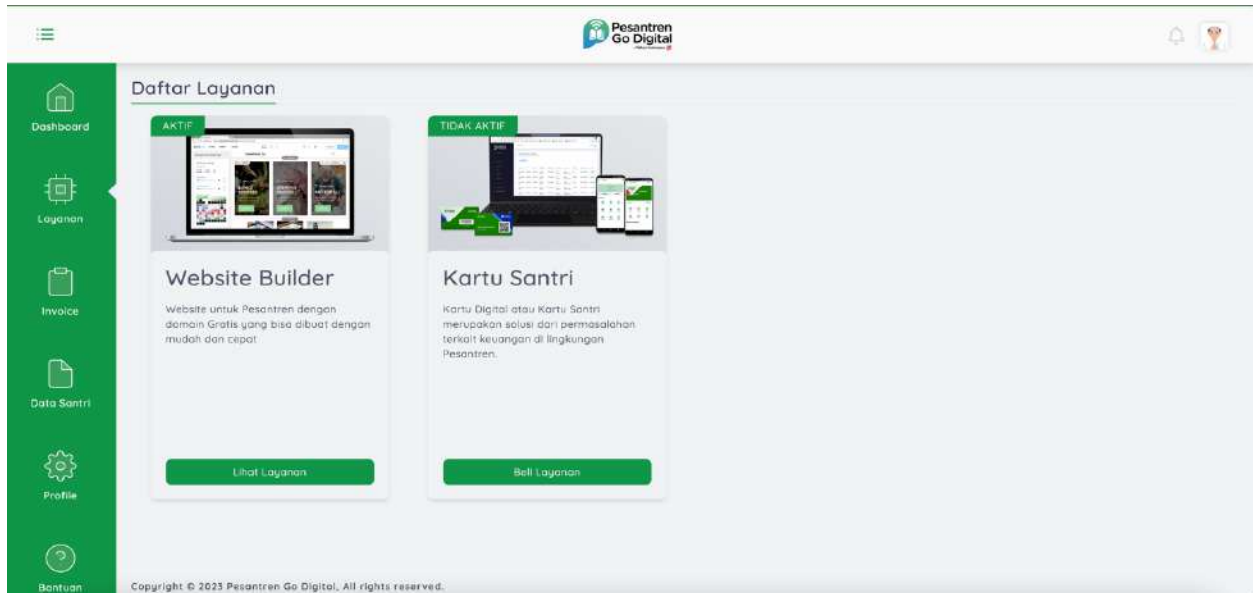 Pesantren
Go Digital
Dashboard
Layanan
Invoice
Data Santri
Profile
Bantuan
Daftar Layanan
AKTIF
Website Builder
Website untuk Pesantren dengan
domain Gratis yang bisa dibuat dengan
mudah dan cepat
Lihat Layanan
TIDAK AKTIF
Kartu Santri
Kartu Digital atau Kartu Santri
merupakan solusi dari permasalahan
terkait keuangan di lingkungan
Pesantren.
Beli Layanan
Copyright © 2023 Pesantren Go Digital, All rights reserved.